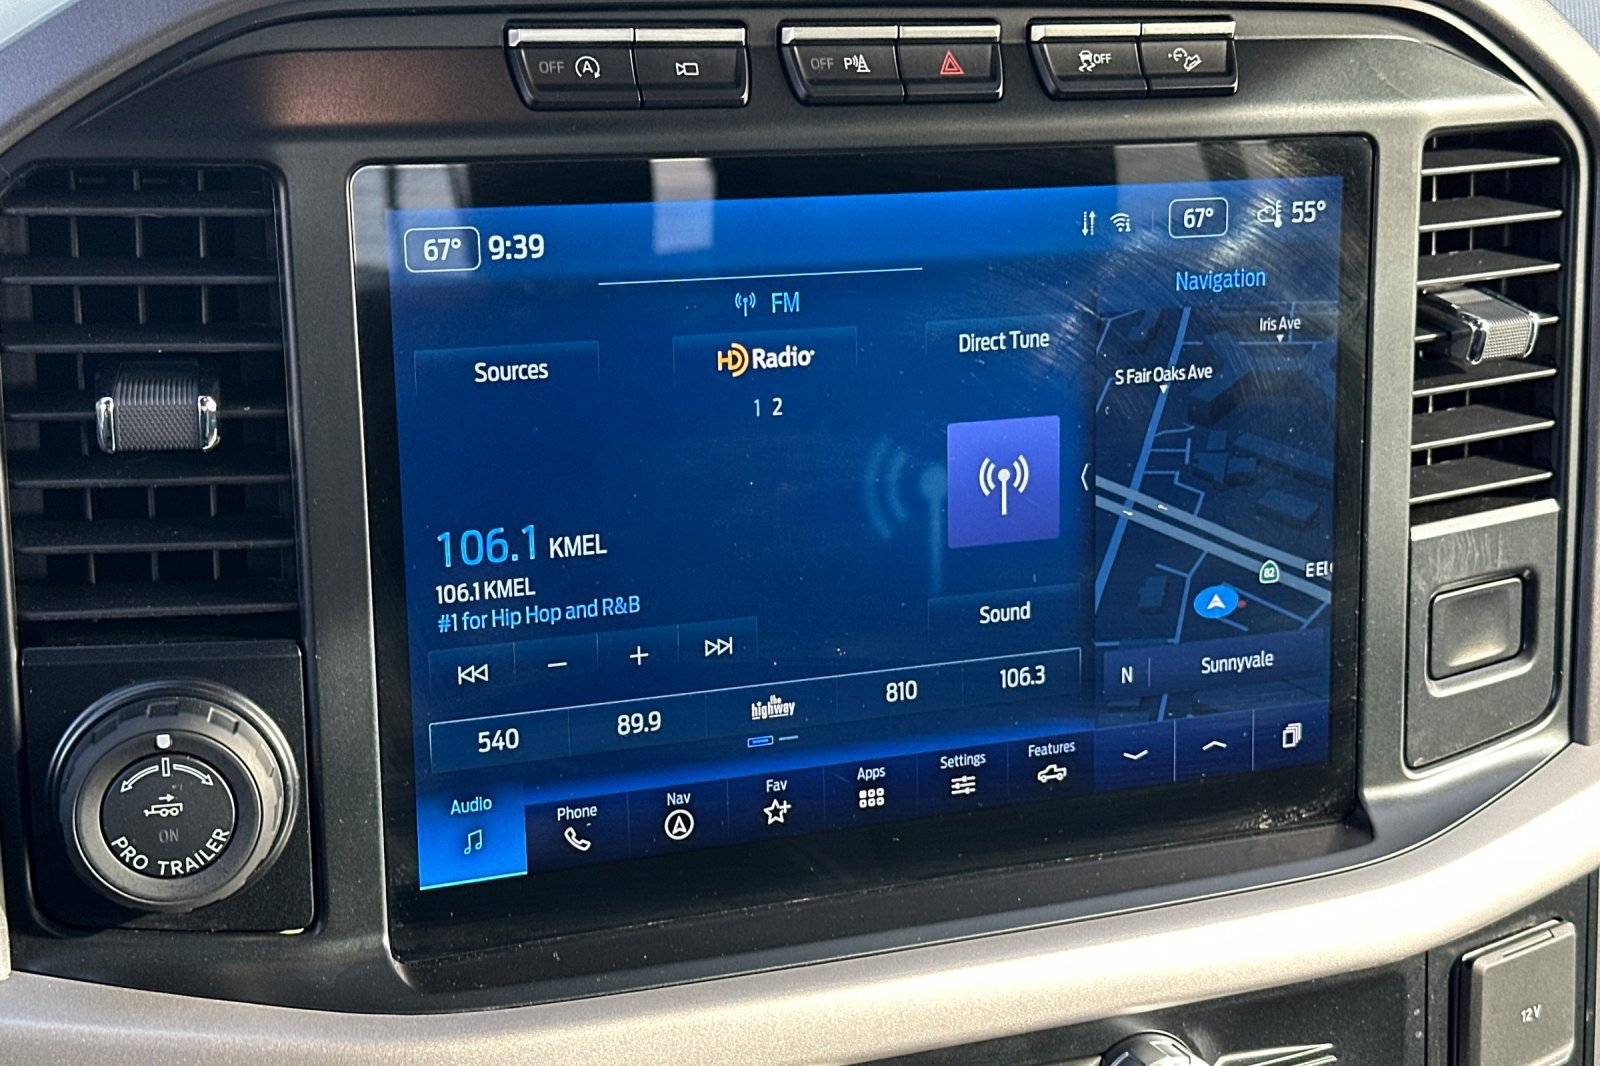 OFF A
OFF P
OFF
67° 9:39
67° 55°
FM
Navigation
Sources
HD Radio
Direct Tune
1 2
Iris Ave
S Fair Oaks Ave
106.1 KMEL
106.1 KMEL
#1 for Hip Hop and R&B
Sound
82
N Sunnyvale
540 89.9 the highway 810 106.3
Audio Phone Nav Fav Apps Settings Features
ON
PRO TRAILER
12V